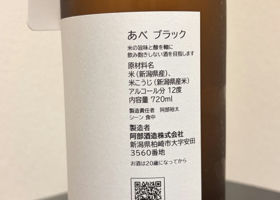 あべ ブラック
米の旨味と酸を軸に
飲み飽きしない酒を目指します
原材料名
米（新潟県産）、
米こうじ（新潟県産米）
アルコール分 12度
内容量 720ml
製造責任者 阿部裕太
シーン 食中
製造者
阿部酒造株式会社
新潟県柏崎市大字安田
3560番地
お酒は20歳になってから